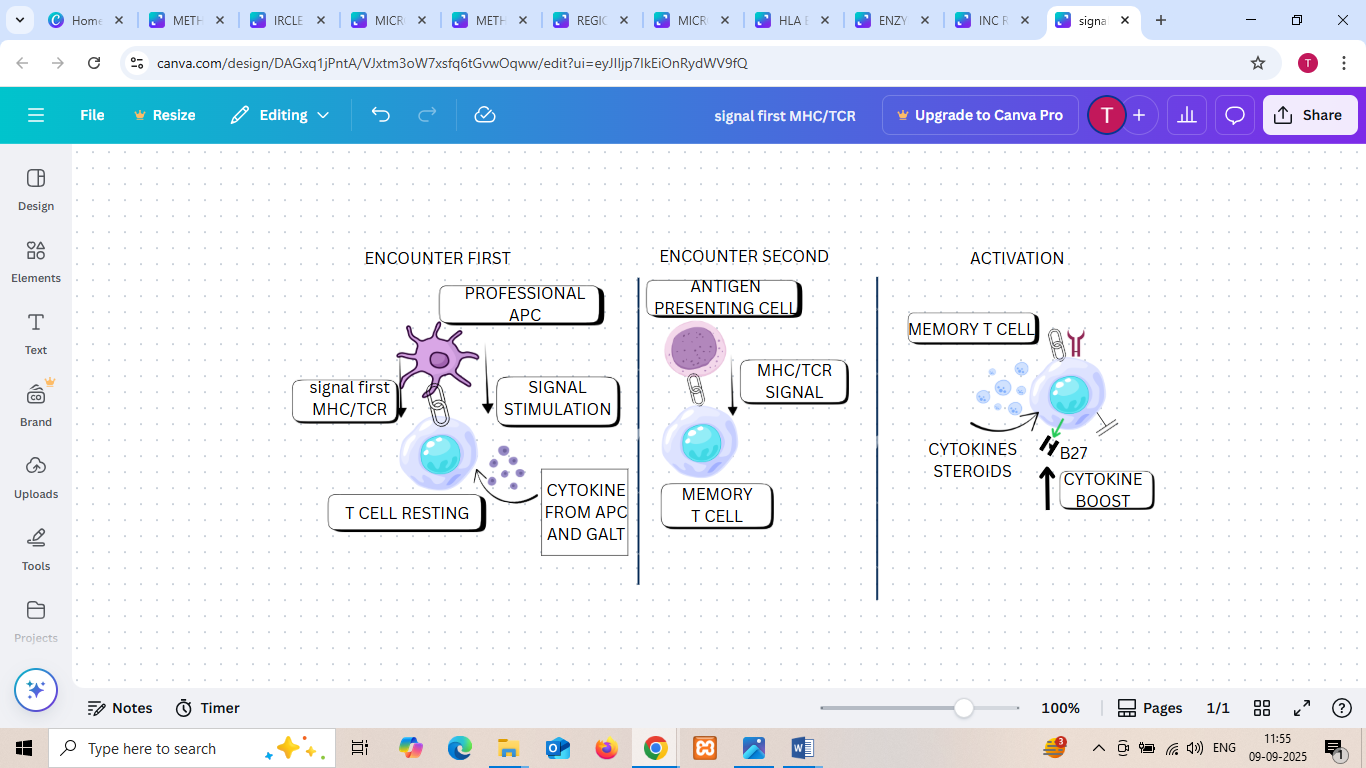 Home
METH
IRCLE
MICR
METH
REGIO
MICR
HLA E
ENZY
INC R
signa
canva.com/design/DAGxq1jPntA/VJxtm3oW7xsfq6tGvwOqww/edit?ui=eyJIIjp7IkEiOnRydWV9fQ
T
File
Resize
Editing
signal first MHC/TCR
Upgrade to Canva Pro
T
Share
Design
Elements
Text
Brand
Uploads
Tools
Projects
ENCOUNTER FIRST
PROFESSIONAL
APC
signal first
MHC/TCR
SIGNAL
STIMULATION
T CELL RESTING
CYTOKINE
FROM APC
AND GALT
ENCOUNTER SECOND
ANTIGEN
PRESENTING CELL
MHC/TCR
SIGNAL
MEMORY
T CELL
ACTIVATION
MEMORY T CELL
CYTOKINES
STEROIDS
B27
CYTOKINE
BOOST
Notes
Timer
100%
Pages
1/1
Type here to search
3
ENG
11:55
09-09-2025
1